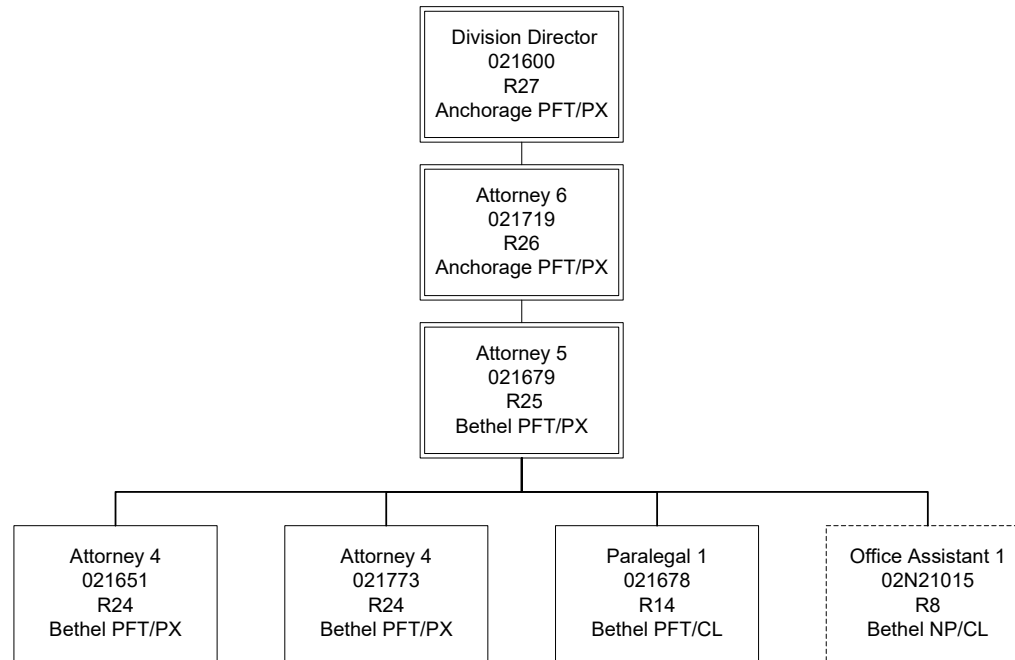 Division Director
021600
R27
Anchorage PFT/PX
Attorney 6
021719
R26
Anchorage PFT/PX
Attorney 5
021679
R25
Bethel PFT/PX
Attorney 4
021651
R24
Bethel PFT/PX
Attorney 4
021773
R24
Bethel PFT/PX
Paralegal 1
021678
R14
Bethel PFT/CL
Office Assistant 1
02N21015
R8
Bethel NP/CL